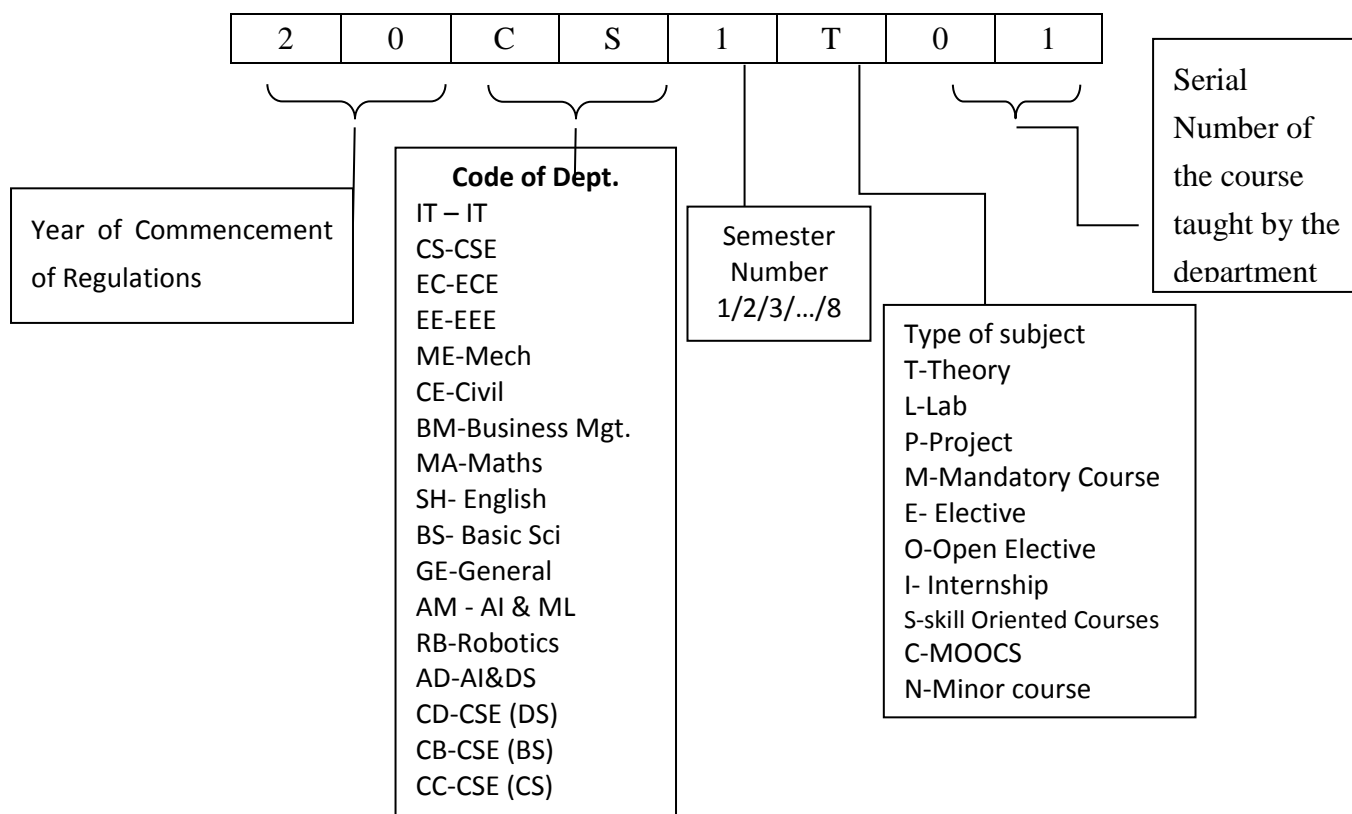 2 0 C S 1 T 0 1
Year of Commencement
of Regulations
Code of Dept.
IT – IT
CS-CSE
EC-ECE
EE-EEE
ME-Mech
CE-Civil
BM-Business Mgt.
MA-Maths
SH- English
BS- Basic Sci
GE-General
AM - AI & ML
RB-Robotics
AD-AI&DS
CD-CSE (DS)
CB-CSE (BS)
CC-CSE (CS)
Semester
Number
1/2/3/…/8
Type of subject
T-Theory
L-Lab
P-Project
M-Mandatory Course
E- Elective
O-Open Elective
I- Internship
S-skill Oriented Courses
C-MOOCS
N-Minor course
Serial
Number of
the course
taught by the
department